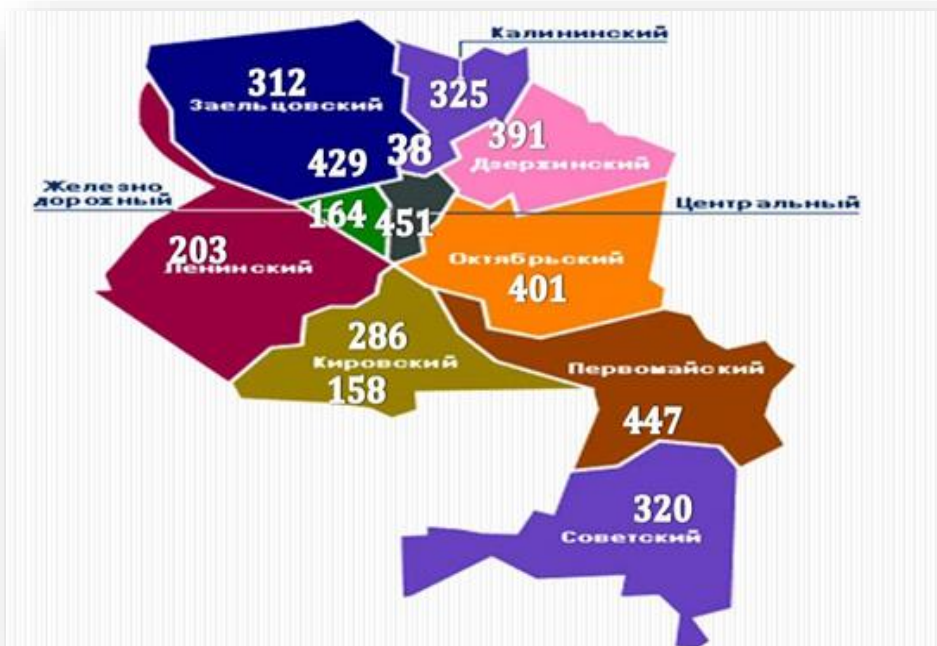 Калининский
312
Заельцовский
325
391
Дзержинский
38
429
Железно
дорожный
164
451
Центральный
203
Ленинский
Октябрьский
401
286
Кировский
158
Первомайский
447
320
Советский